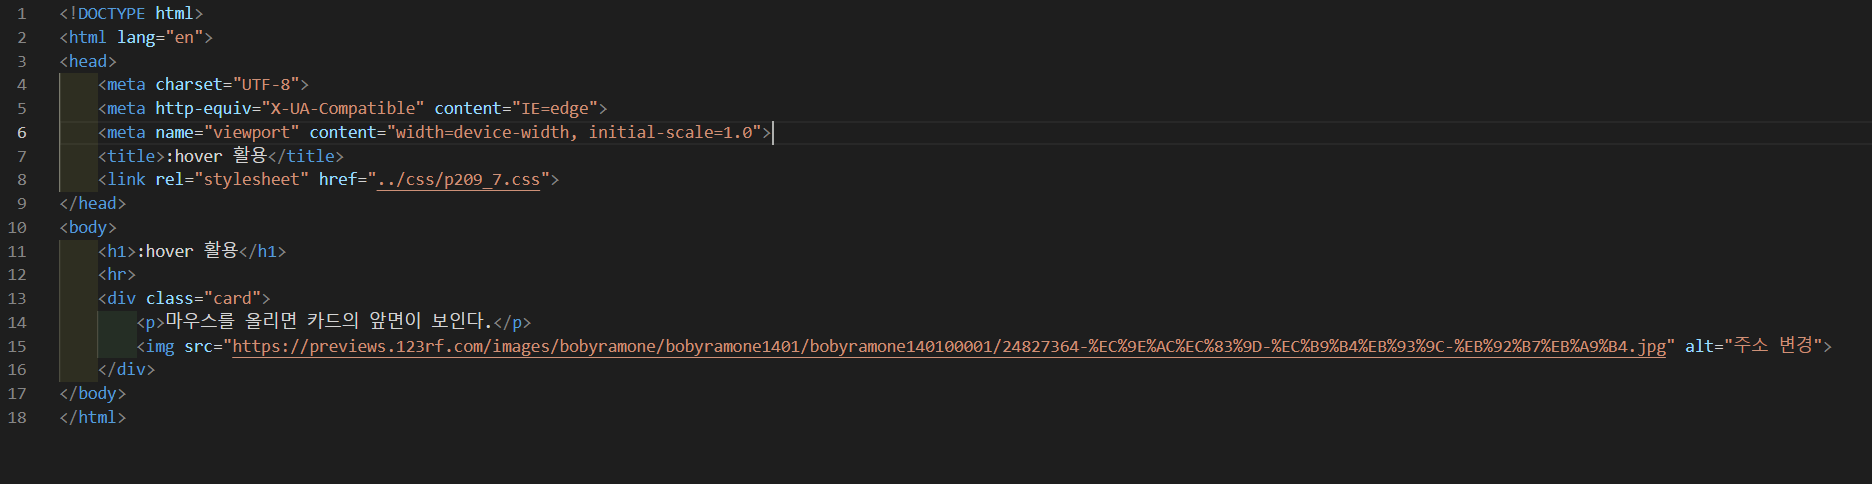 1 <!DOCTYPE html>
2 <html lang="en">
3 <head>
4 <meta charset="UTF-8">
5 <meta http-equiv="X-UA-Compatible" content="IE=edge">
6 <meta name="viewport" content="width=device-width, initial-scale=1.0">
7 <title>:hover 활용</title>
8 <link rel="stylesheet" href="../css/p209_7.css">
9 </head>
10 <body>
11 <h1>:hover 활용</h1>
12 <hr>
13 <div class="card">
14 <p>마우스를 올리면 카드의 앞면이 보인다.</p>
15 <img src="https://previews.123rf.com/images/bobyramone/bobyramone1401/bobyramone140100001/24827364-%EC%9E%AC%EC%83%9D-%EC%B9%B4%EB%93%9C-%EB%92%B7%EB%A9%B4.jpg" alt="주소 변경">
16 </div>
17 </body>
18 </html>